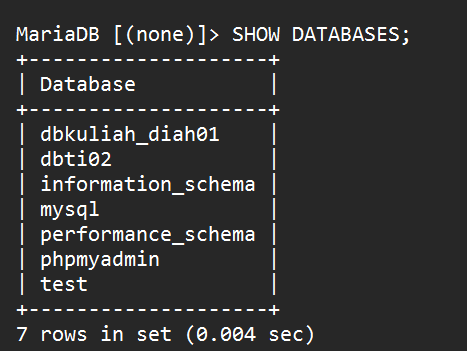 MariaDB [(none)]> SHOW DATABASES;
+--------------------+
| Database           |
+--------------------+
| dbkuliah_diah01    |
| dbti02             |
| information_schema |
| mysql              |
| performance_schema |
| phpmyadmin         |
| test               |
+--------------------+
7 rows in set (0.004 sec)